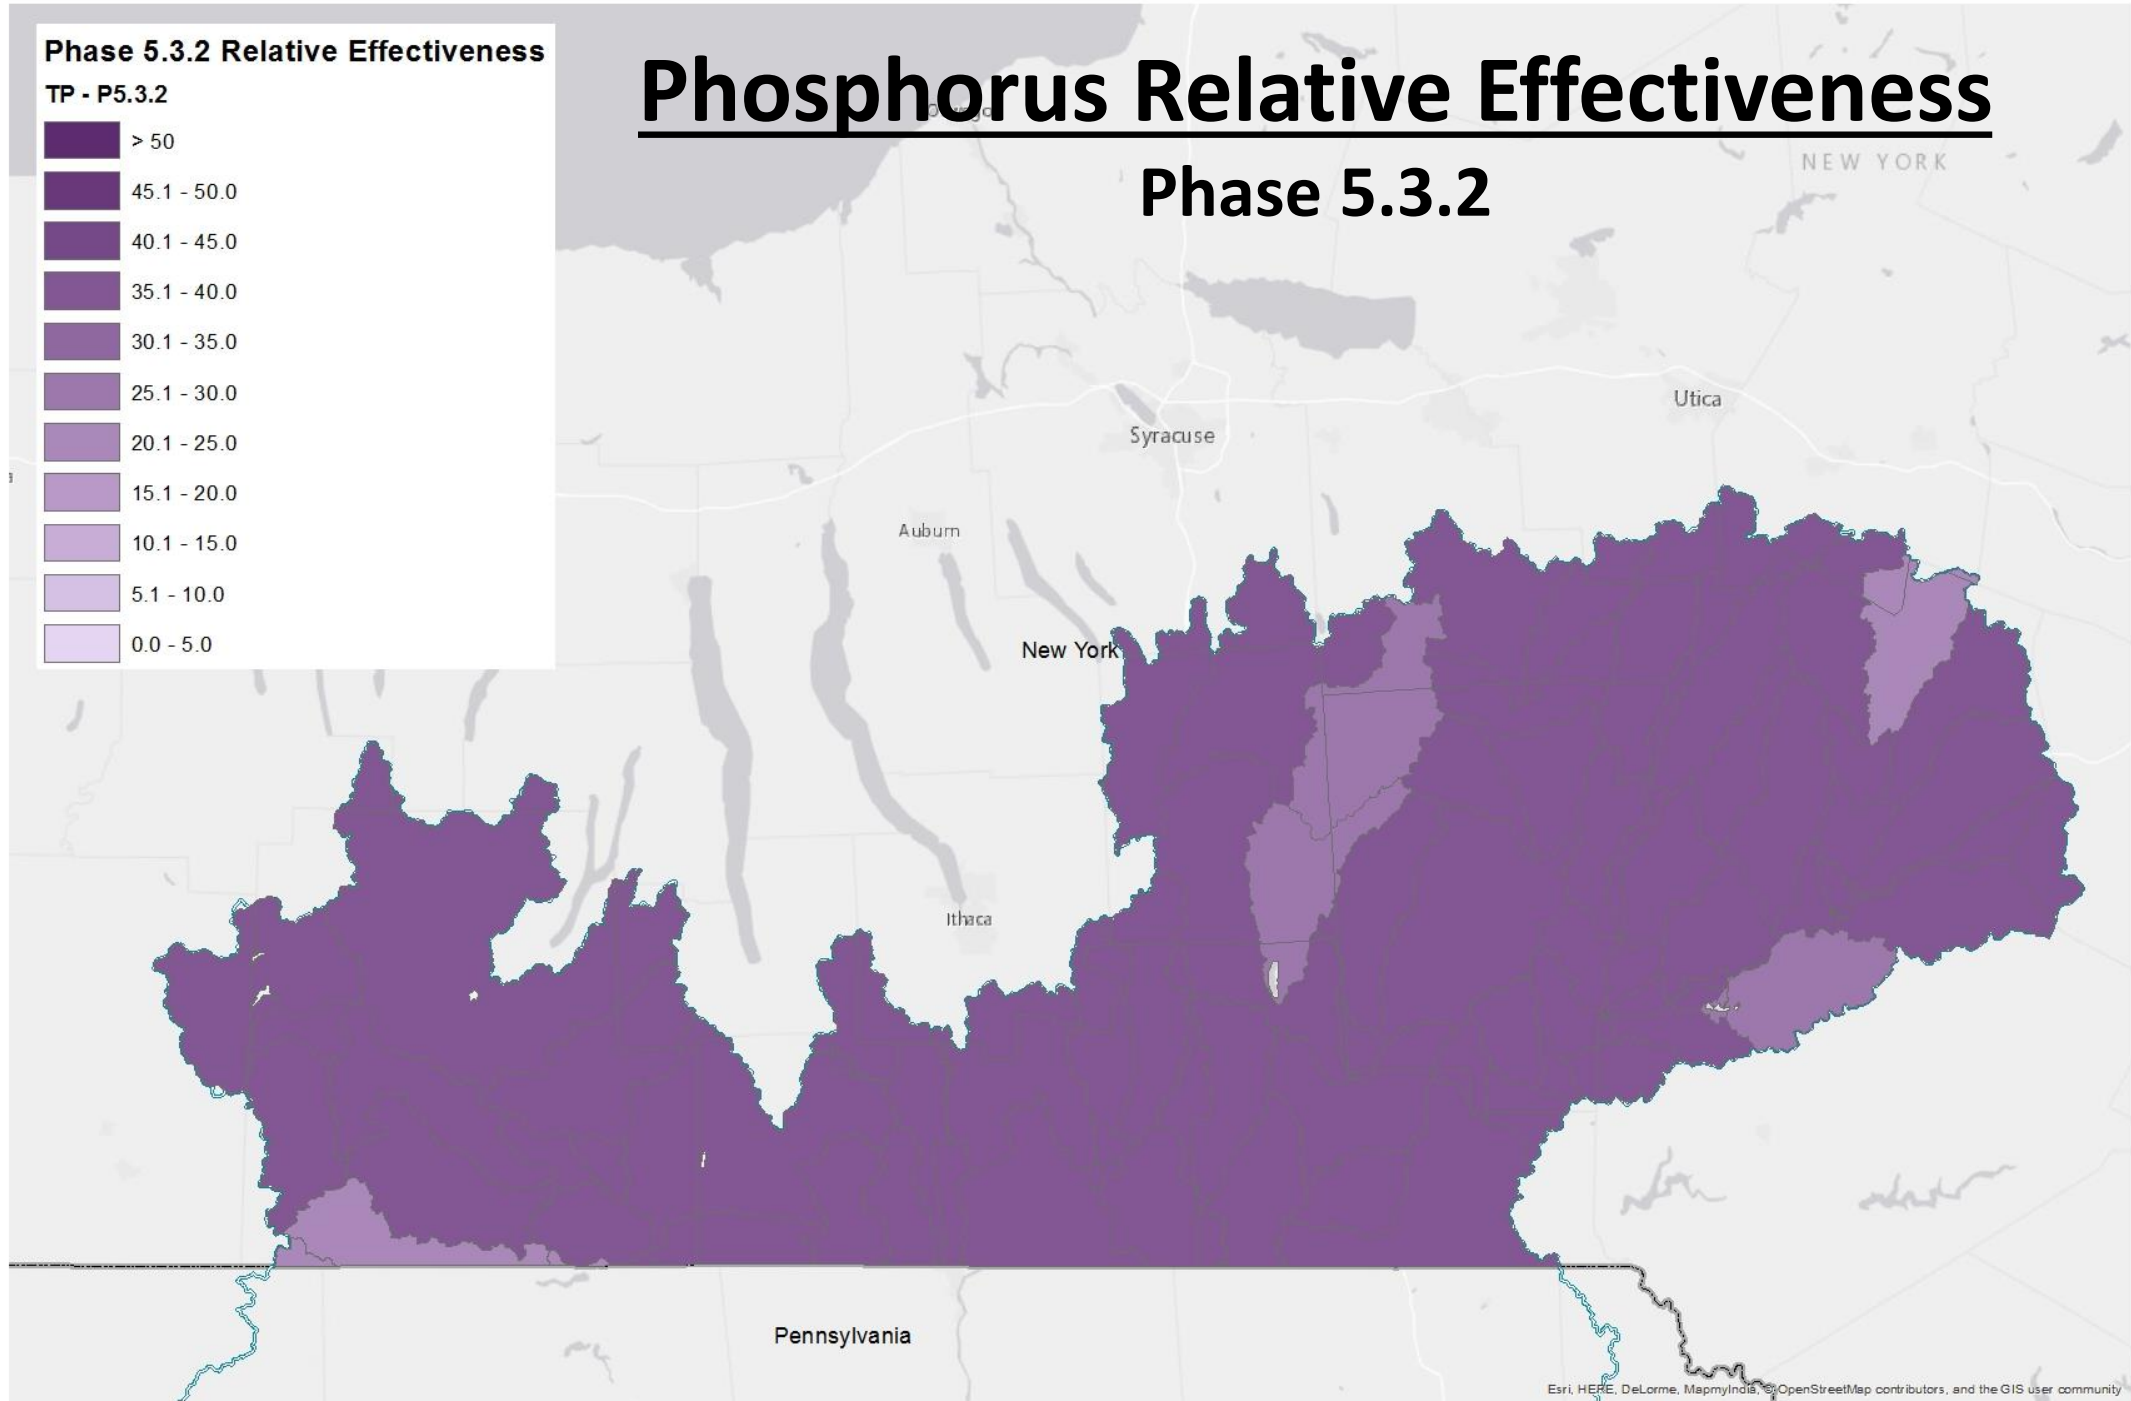 Phase 5.3.2 Relative Effectiveness
TP - P5.3.2
> 50
45.1 - 50.0
40.1 - 45.0
35.1 - 40.0
30.1 - 35.0
25.1 - 30.0
20.1 - 25.0
15.1 - 20.0
10.1 - 15.0
5.1 - 10.0
0.0 - 5.0
Phosphorus Relative Effectiveness
Phase 5.3.2
NEW YORK
Utica
Syracuse
Auburn
New York
Ithaca
Pennsylvania
Esri, HERE, DeLorme, MapmyIndia, © OpenStreetMap contributors, and the GIS user community